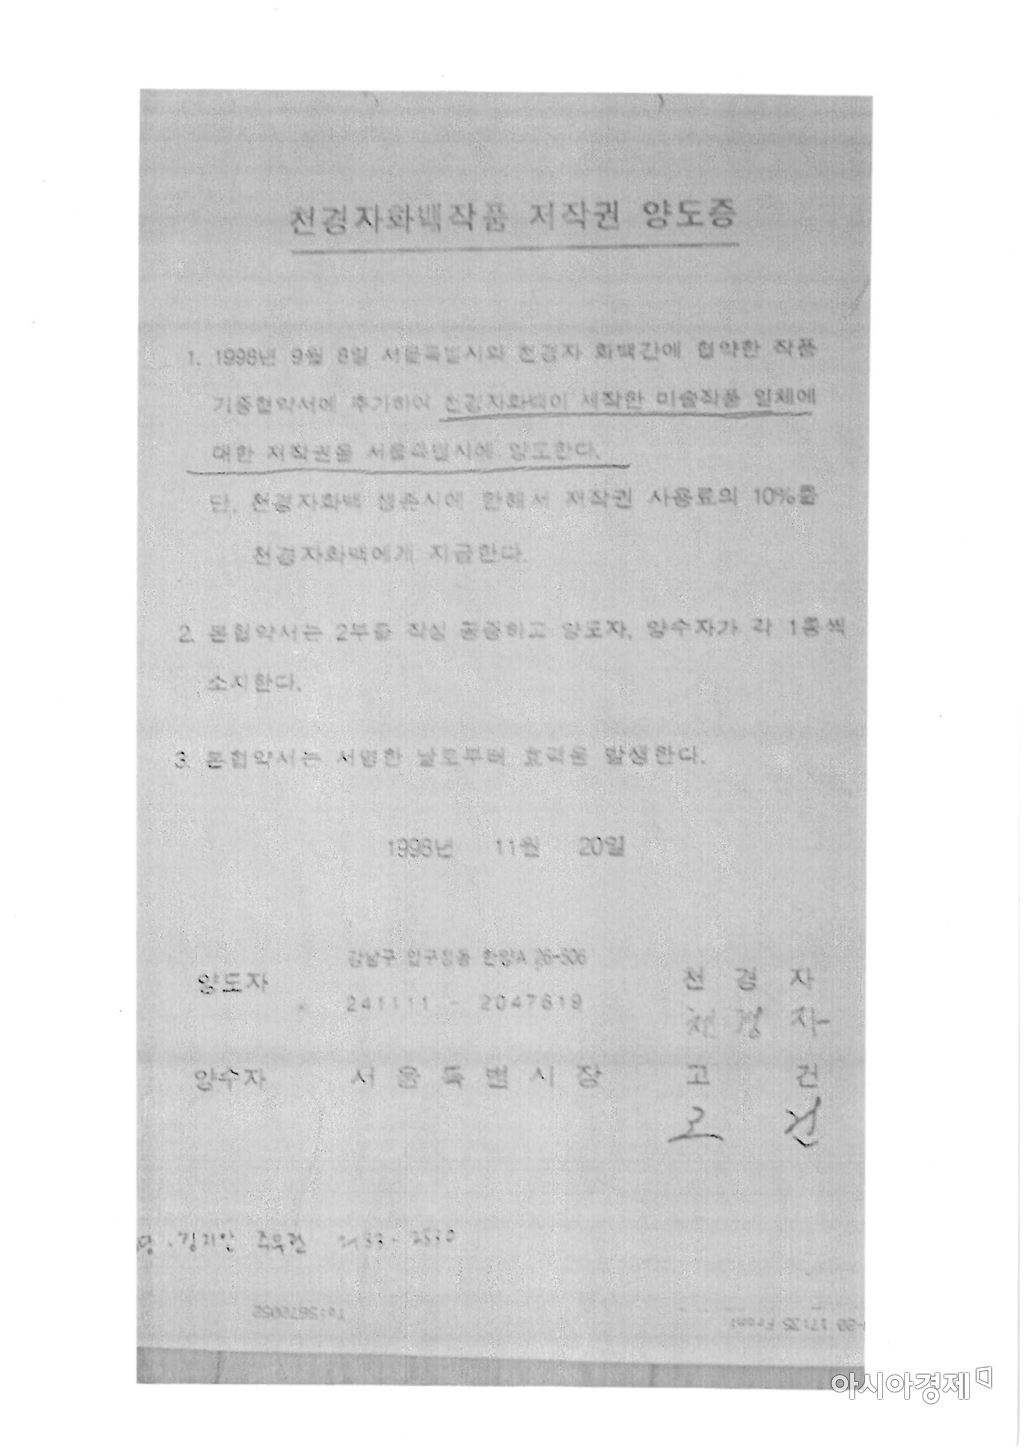 천경자화백작품 저작권 양도증
1. 1998년 9월 8일 서울특별시와 천경자 화백간에 협약한 작품
기증협약서에 추가하여 천경자화백이 제작한 미술작품 일체에
대한 저작권을 서울특별시에 양도한다.
단, 천경자화백 생존시에 한해서 저작권 사용료의 10%를
천경자화백에게 지급한다.
2. 본협약서는 2부를 작성 공증하고 양도자, 양수자가 각 1통씩
소지한다.
3. 본협약서는 서명한 날로부터 효력을 발생한다.
1998년 11월 20일
강남구 압구정동 한양A 26-506
양도자 천 경 자
241111 - 2047619
천 경 자
양수자 서 울 특 별 시 장 고 건
고 건
아시아경제